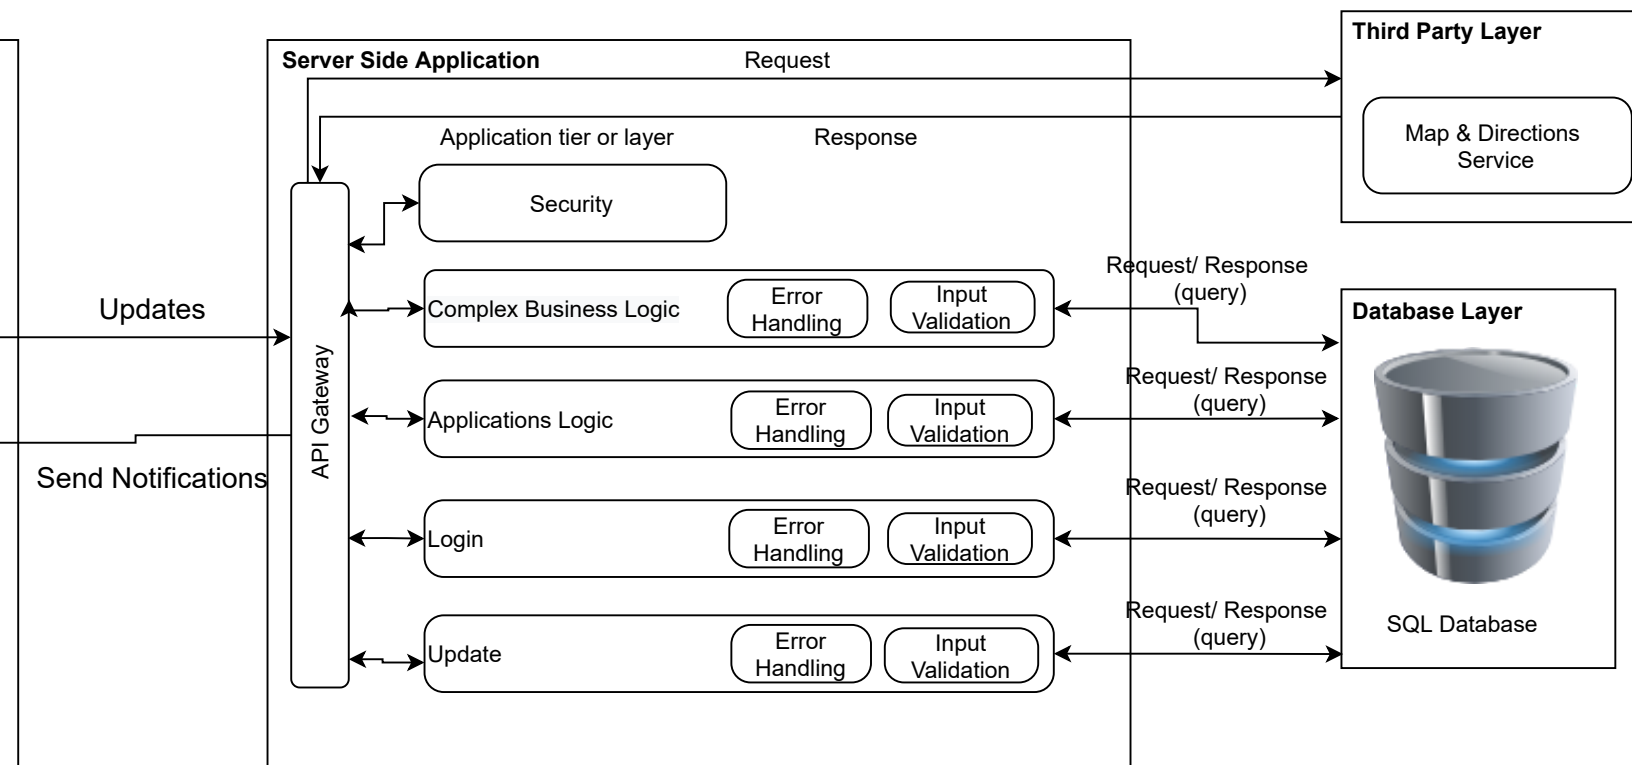 Third Party Layer
Server Side Application
Request
Application tier or layer
Response
Map & Directions
Service
Security
Request/ Response
(query)
Updates
Complex Business Logic
Error
Handling
Input
Validation
Database Layer
API Gateway
Request/ Response
(query)
Applications Logic
Error
Handling
Input
Validation
Send Notifications
Request/ Response
(query)
Login
Error
Handling
Input
Validation
Request/ Response
(query)
SQL Database
Update
Error
Handling
Input
Validation